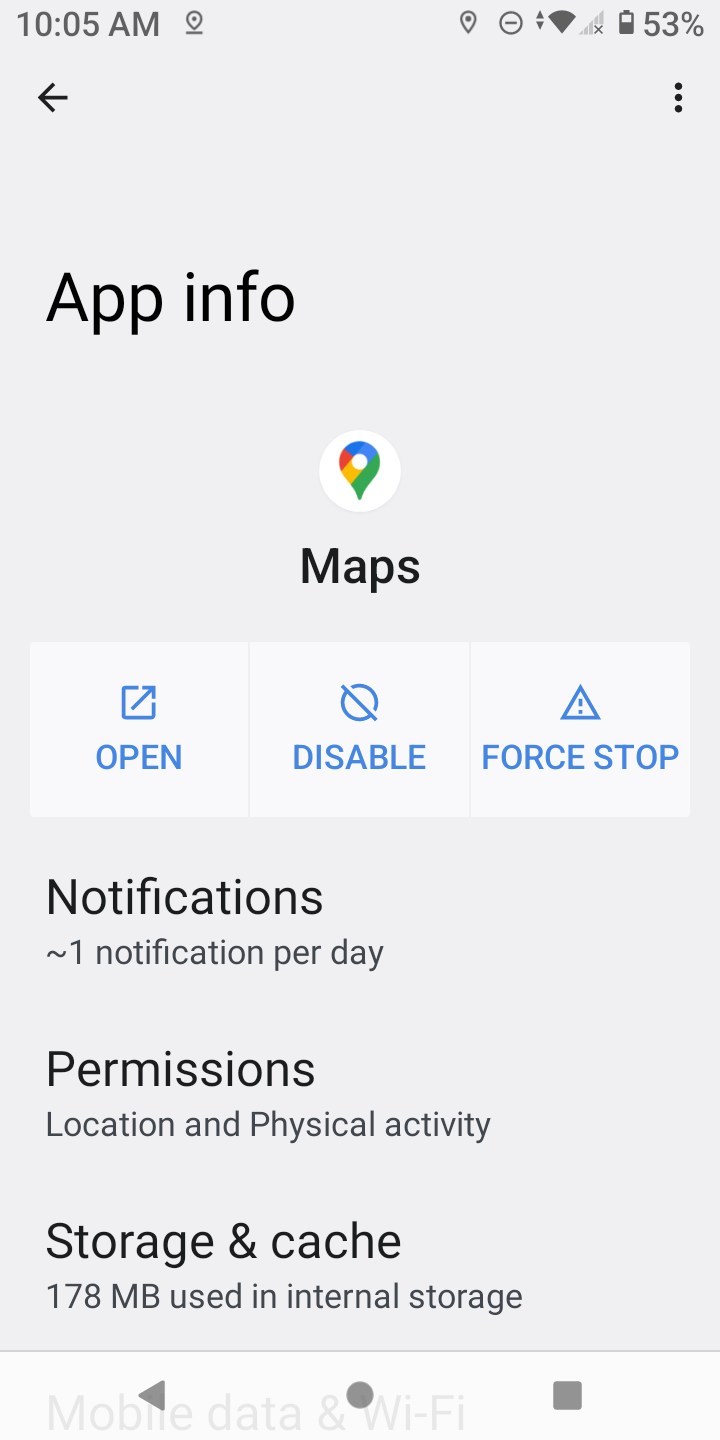 10:05 AM 53%
App info
Maps
OPEN DISABLE FORCE STOP
Notifications
~1 notification per day
Permissions
Location and Physical activity
Storage & cache
178 MB used in internal storage
Mobile data & Wi-Fi